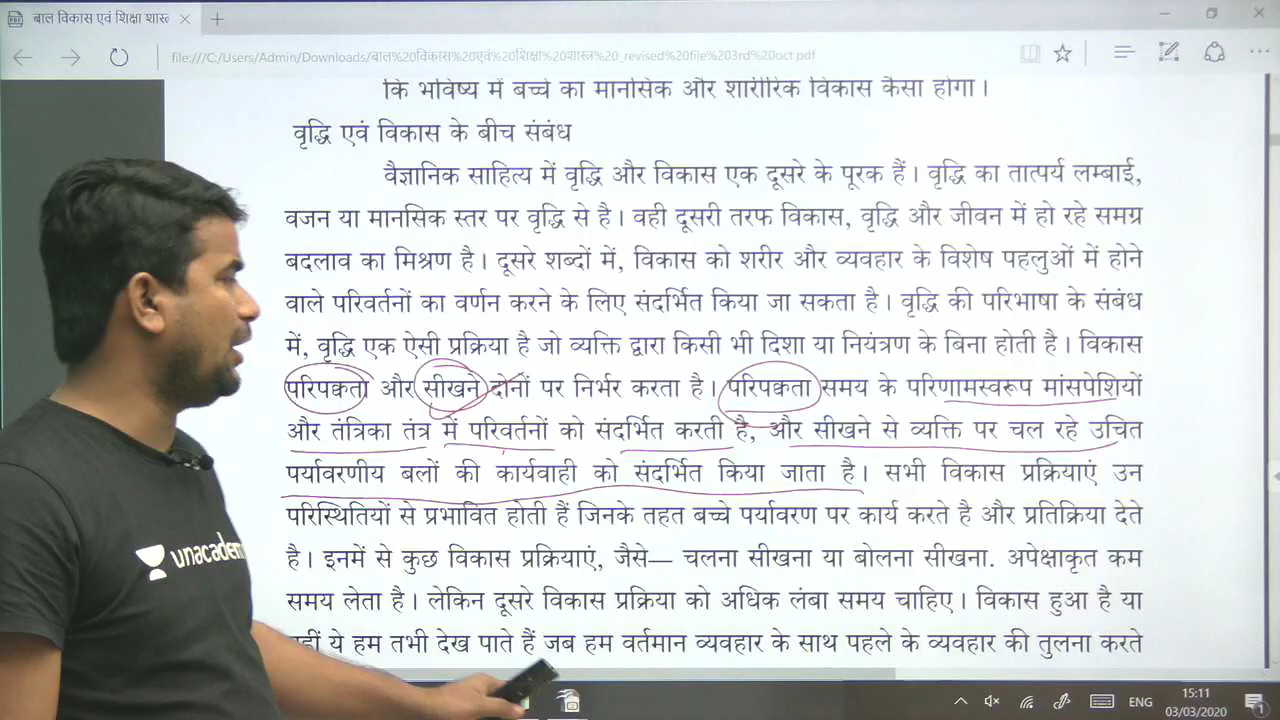 बाल विकास एवं शिक्षा शास्
file:///C:/Users/Admin/Downloads/बाल%20विकास%20एवं%20शिक्षा%20शास्त्र%20_revised%20file%203rd%20oct.pdf
कि भविष्य में बच्चे का मानसिक और शारीरिक विकास कैसा होगा।
वृद्धि एवं विकास के बीच संबंध
वैज्ञानिक साहित्य में वृद्धि और विकास एक दूसरे के पूरक हैं। वृद्धि का तात्पर्य लम्बाई,
वजन या मानसिक स्तर पर वृद्धि से है। वही दूसरी तरफ विकास, वृद्धि और जीवन में हो रहे समग्र
बदलाव का मिश्रण है। दूसरे शब्दों में, विकास को शरीर और व्यवहार के विशेष पहलुओं में होने
वाले परिवर्तनों का वर्णन करने के लिए संदर्भित किया जा सकता है। वृद्धि की परिभाषा के संबंध
में, वृद्धि एक ऐसी प्रक्रिया है जो व्यक्ति द्वारा किसी भी दिशा या नियंत्रण के बिना होती है। विकास
परिपक्वता और सीखने दोनों पर निर्भर करता है। परिपक्वता समय के परिणामस्वरूप मांसपेशियों
और तंत्रिका तंत्र में परिवर्तनों को संदर्भित करती है, और सीखने से व्यक्ति पर चल रहे उचित
पर्यावरणीय बलों की कार्यवाही को संदर्भित किया जाता है। सभी विकास प्रक्रियाएं उन
परिस्थितियों से प्रभावित होती हैं जिनके तहत बच्चे पर्यावरण पर कार्य करते है और प्रतिक्रिया देते
है। इनमें से कुछ विकास प्रक्रियाएं, जैसे— चलना सीखना या बोलना सीखना. अपेक्षाकृत कम
समय लेता है। लेकिन दूसरे विकास प्रक्रिया को अधिक लंबा समय चाहिए। विकास हुआ है या
ये हम तभी देख पाते हैं जब हम वर्तमान व्यवहार के साथ पहले के व्यवहार की तुलना करते
unacadem
ENG
15:11
03/03/2020
1